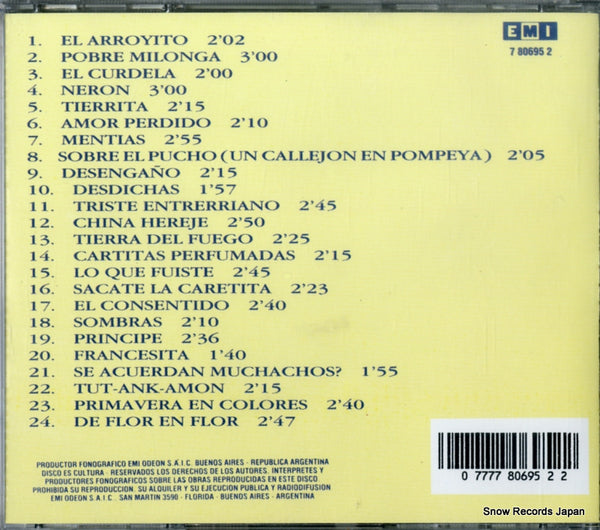 EMI
7 80695 2
1. EL ARROYITO 2'02
2. POBRE MILONGA 3'00
3. EL CURDELA 2'00
4. NERON 3'00
5. TIERRITA 2'15
6. AMOR PERDIDO 2'10
7. MENTIAS 2'55
8. SOBRE EL PUCHO (UN CALLEJON EN POMPEYA) 2'05
9. DESENGAÑO 2'15
10. DESDICHAS 1'57
11. TRISTE ENTRERRIANO 2'45
12. CHINA HEREJE 2'50
13. TIERRA DEL FUEGO 2'25
14. CARTITAS PERFUMADAS 2'15
15. LO QUE FUISTE 2'45
16. SACATE LA CARETITA 2'23
17. EL CONSENTIDO 2'40
18. SOMBRAS 2'10
19. PRINCIPE 2'36
20. FRANCESITA 1'40
21. SE ACUERDAN MUCHACHOS? 1'55
22. TUT-ANK-AMON 2'15
23. PRIMAVERA EN COLORES 2'40
24. DE FLOR EN FLOR 2'47
PRODUCTOR FONOGRAFICO EMI ODEON S.A.I.C. BUENOS AIRES - REPUBLICA ARGENTINA
DISCO ES CULTURA - RESERVADOS LOS DERECHOS DE LOS AUTORES, INTERPRETES Y
PRODUCTORES FONOGRAFICOS SOBRE LAS OBRAS REPRODUCIDAS EN ESTE DISCO
PROHIBIDA SU REPRODUCCION, SU ALQUILER Y SU EJECUCION PUBLICA Y RADIODIFUSION
EMI ODEON S.A.I.C. SAN MARTIN 3590 - FLORIDA - BUENOS AIRES - ARGENTINA
0 7777 80695 2 2
Snow Records Japan